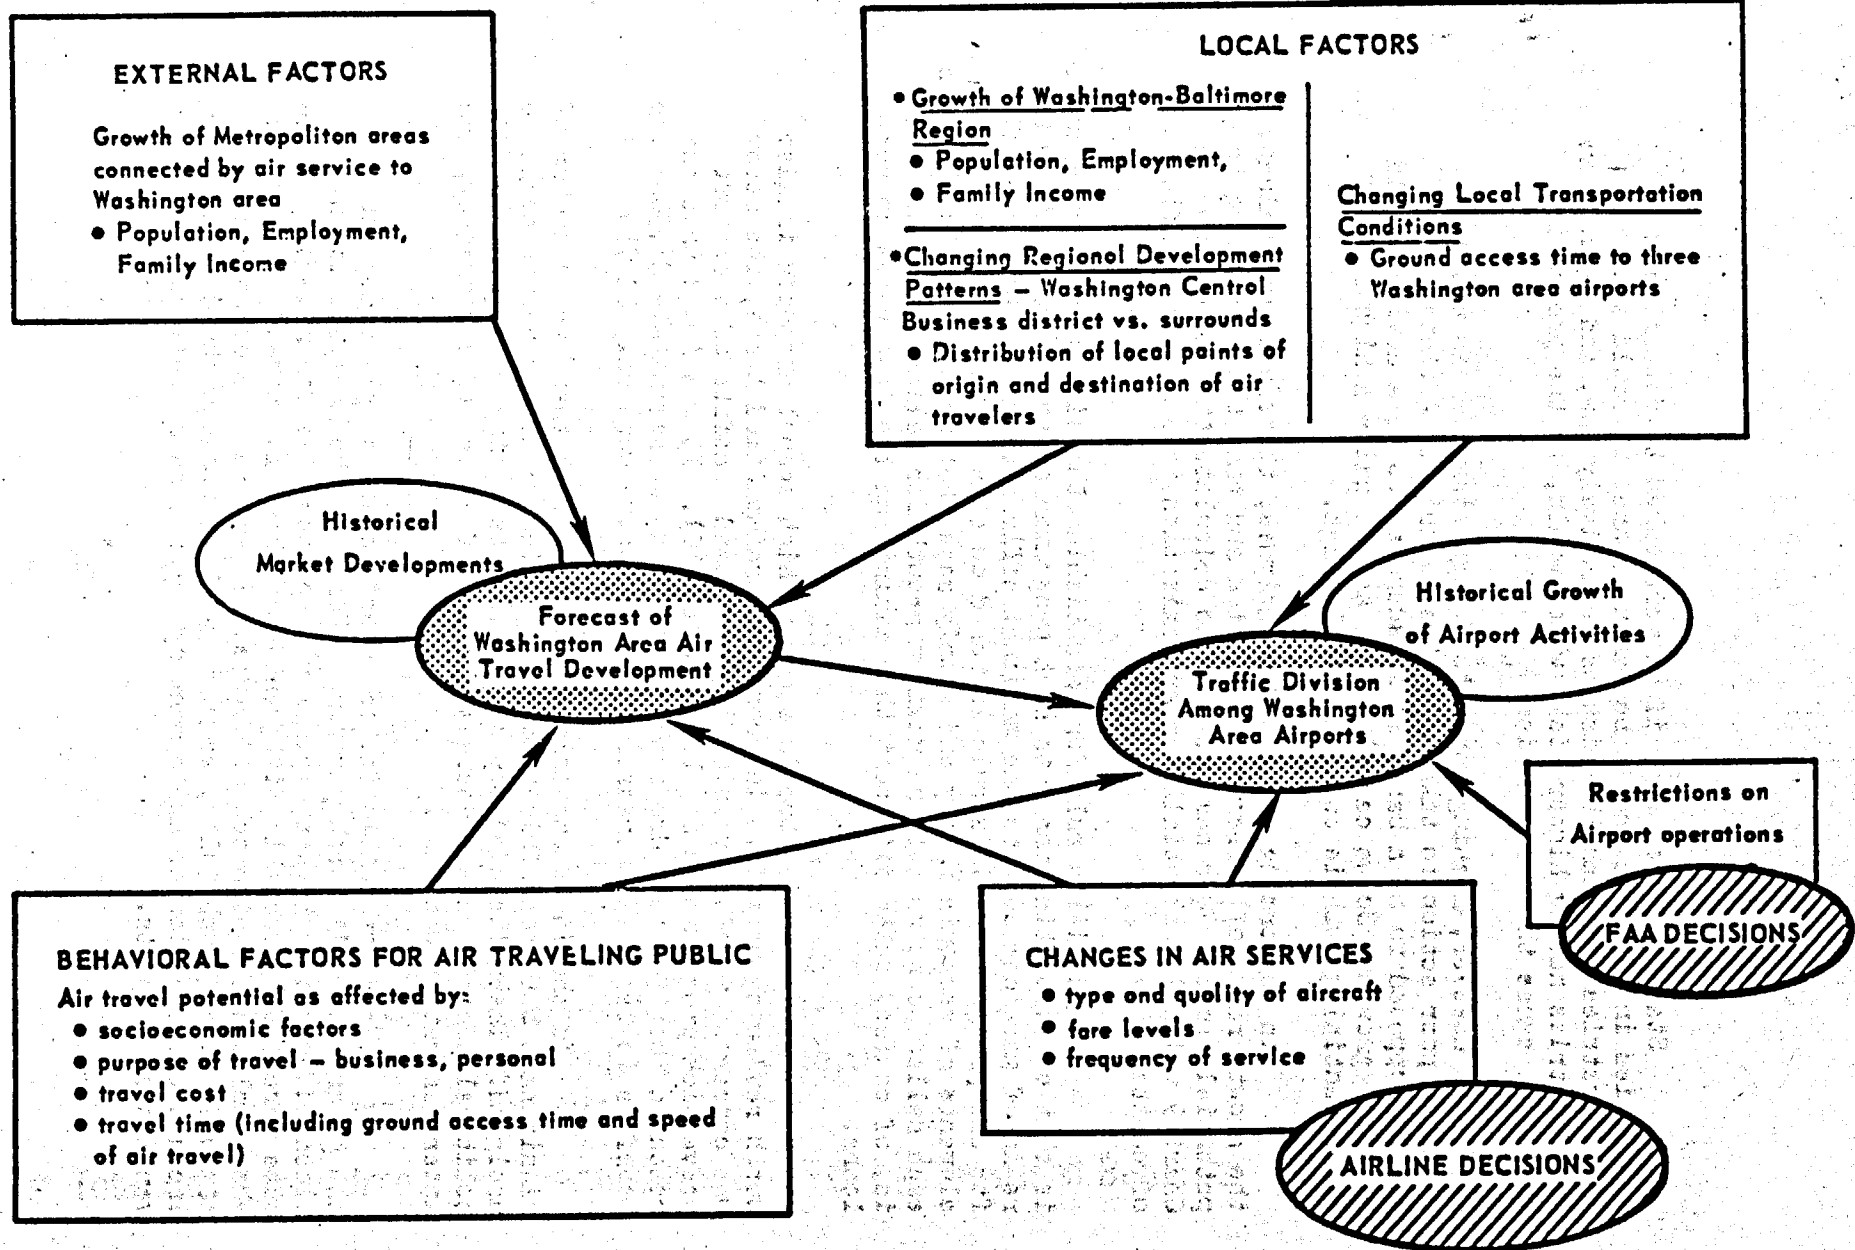 EXTERNAL FACTORS
Growth of Metropoliton areas
connected by air service to
Washington area
• Population, Employment,
Family Income
LOCAL FACTORS
• Growth of Washington-Baltimore
Region
• Population, Employment,
• Family Income
• Changing Regional Development
Patterns – Washington Central
Business district vs. surrounds
• Distribution of local points of
origin and destination of air
travelers
Changing Local Transportation
Conditions
• Ground access time to three
Washington area airports
Historical
Market Developments
Forecast of
Washington Area Air
Travel Development
Historical Growth
of Airport Activities
Traffic Division
Among Washington
Area Airports
Restrictions on
Airport operations
FAA DECISIONS
BEHAVIORAL FACTORS FOR AIR TRAVELING PUBLIC
Air travel potential as affected by:
• socioeconomic factors
• purpose of travel – business, personal
• travel cost
• travel time (including ground access time and speed
of air travel)
CHANGES IN AIR SERVICES
• type and quality of aircraft
• fare levels
• frequency of service
AIRLINE DECISIONS